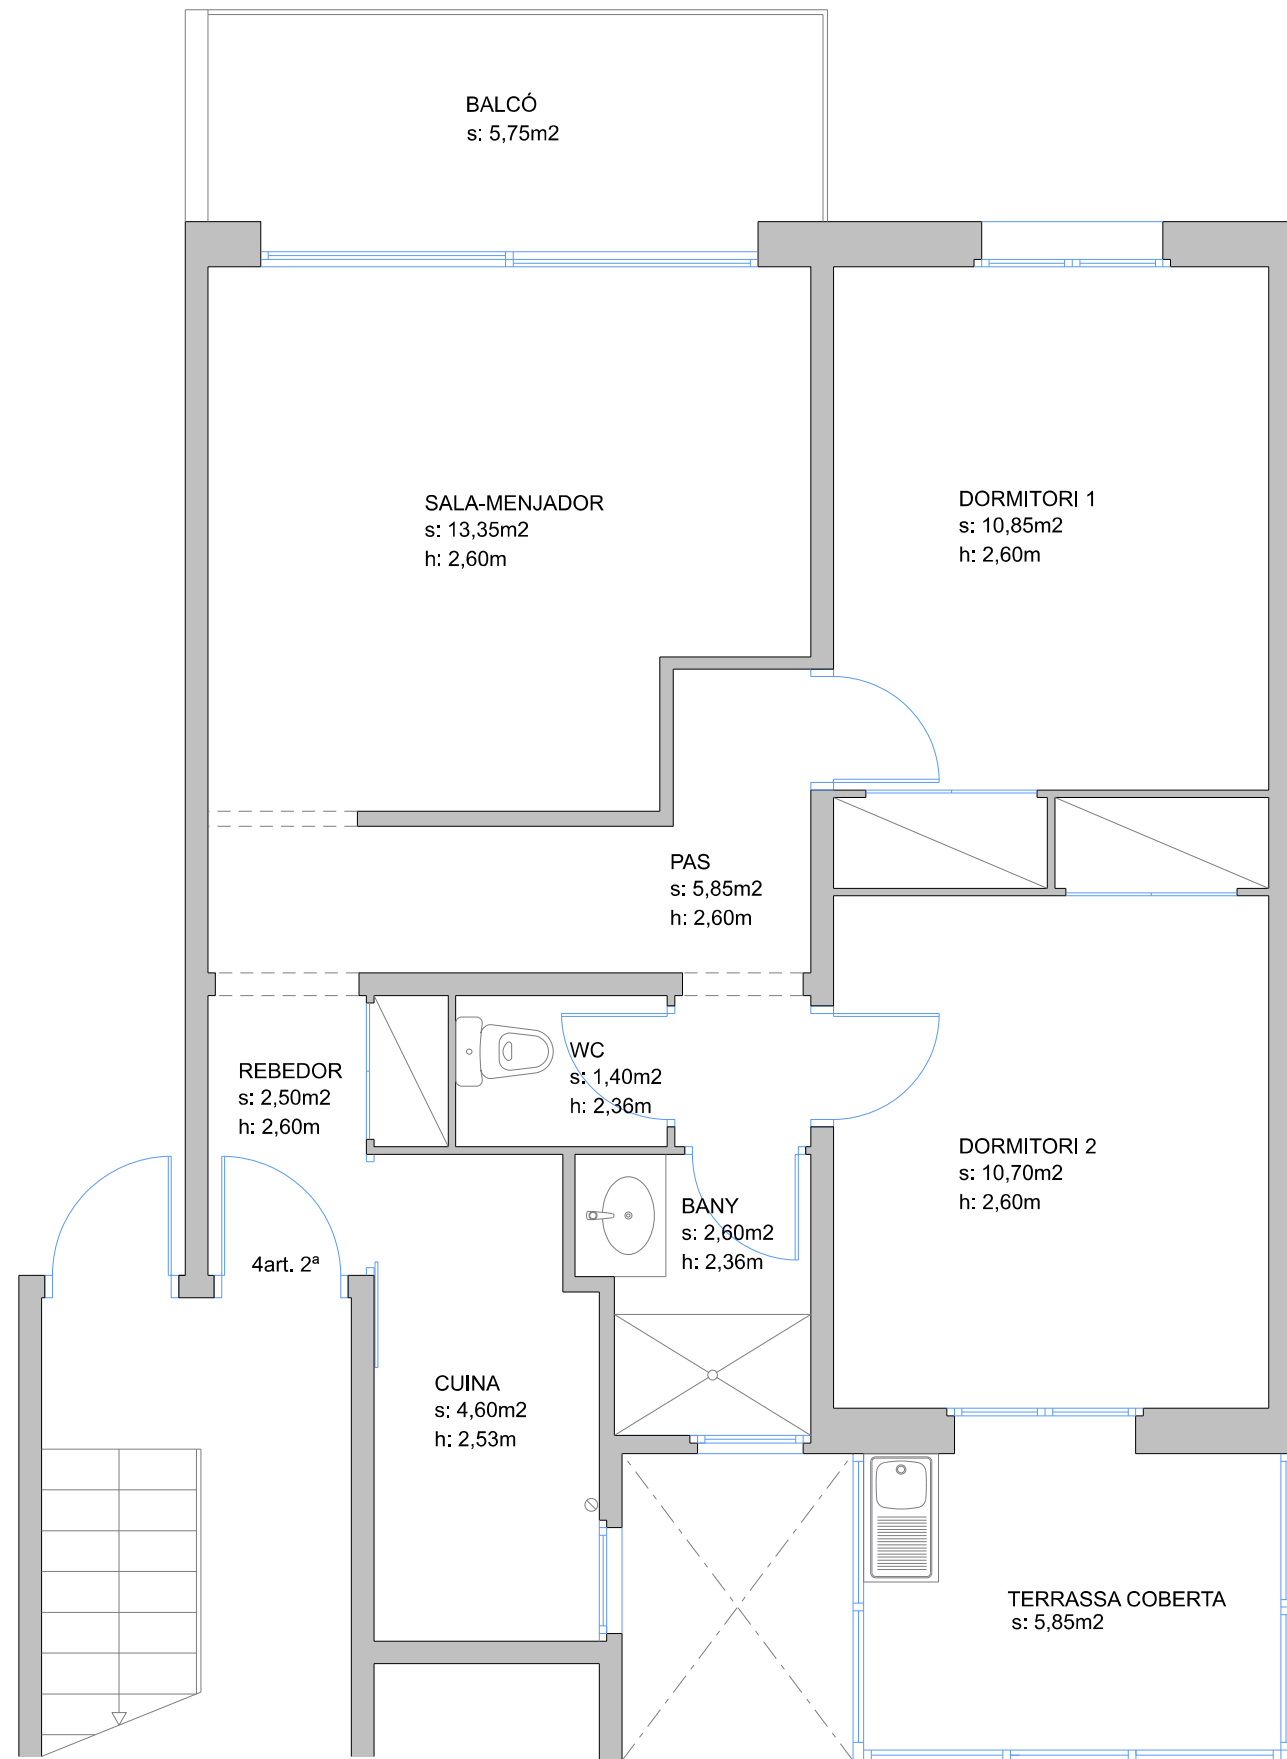 BALCÓ
s: 5,75m2
SALA-MENJADOR
s: 13,35m2
h: 2,60m
DORMITORI 1
s: 10,85m2
h: 2,60m
PAS
s: 5,85m2
h: 2,60m
REBEDOR
s: 2,50m2
h: 2,60m
WC
s: 1,40m2
h: 2,36m
DORMITORI 2
s: 10,70m2
h: 2,60m
BANY
s: 2,60m2
h: 2,36m
4art. 2ª
CUINA
s: 4,60m2
h: 2,53m
TERRASSA COBERTA
s: 5,85m2